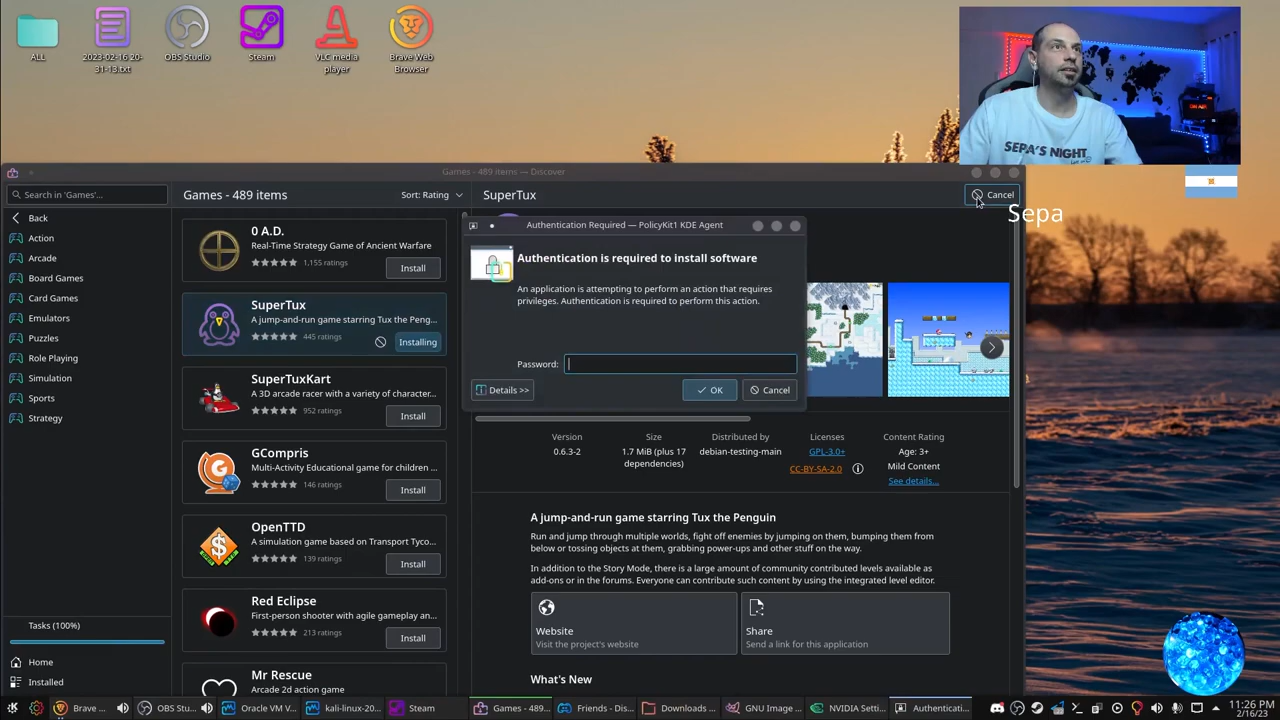 ALL
2023-02-16 20-
31-13.txt
OBS Studio
Steam
VLC media
player
Brave Web
Browser
SEPA'S NIGHT
Sepa
Games - 489 items — Discover
Search in 'Games'...
Games - 489 items
Sort: Rating
SuperTux
Cancel
Back
Action
Arcade
Board Games
Card Games
Emulators
Puzzles
Role Playing
Simulation
Sports
Strategy
Tasks (100%)
Home
Installed
0 A.D.
Real-Time Strategy Game of Ancient Warfare
1,155 ratings
Install
SuperTux
A jump-and-run game starring Tux the Peng...
445 ratings
Installing
SuperTuxKart
A 3D arcade racer with a variety of character...
952 ratings
Install
GCompris
Multi-Activity Educational game for children ...
146 ratings
Install
OpenTTD
A simulation game based on Transport Tyco...
139 ratings
Install
Red Eclipse
First-person shooter with agile gameplay an...
213 ratings
Install
Mr Rescue
Arcade 2d action game
Authentication Required — PolicyKit1 KDE Agent
Authentication is required to install software
An application is attempting to perform an action that requires
privileges. Authentication is required to perform this action.
Password:
Details >>
OK
Cancel
Version
0.6.3-2
Size
1.7 MiB (plus 17
dependencies)
Distributed by
debian-testing-main
Licenses
GPL-3.0+
CC-BY-SA-2.0
Content Rating
Age: 3+
Mild Content
See details...
A jump-and-run game starring Tux the Penguin
Run and jump through multiple worlds, fight off enemies by jumping on them, bumping them from
below or tossing objects at them, grabbing power-ups and other stuff on the way.
In addition to the Story Mode, there is a large amount of community contributed levels available as
add-ons or in the forums. Everyone can contribute such content by using the integrated level editor.
Website
Visit the project's website
Share
Send a link for this application
What's New
Brave ...
OBS Stu...
Oracle VM V...
kali-linux-20...
Steam
Games - 489...
Friends - Dis...
Downloads ...
GNU Image ...
NVIDIA Setti...
Authenticati...
11:26 PM
2/16/23